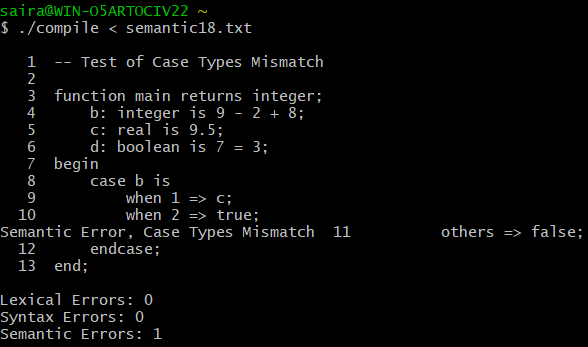 saira@WIN-O5ARTOCIV22 ~
$ ./compile < semantic18.txt
1 -- Test of Case Types Mismatch
2
3 function main returns integer;
4 b: integer is 9 - 2 + 8;
5 c: real is 9.5;
6 d: boolean is 7 = 3;
7 begin
8 case b is
9 when 1 => c;
10 when 2 => true;
Semantic Error, Case Types Mismatch 11 others => false;
12 endcase;
13 end;
Lexical Errors: 0
Syntax Errors: 0
Semantic Errors: 1